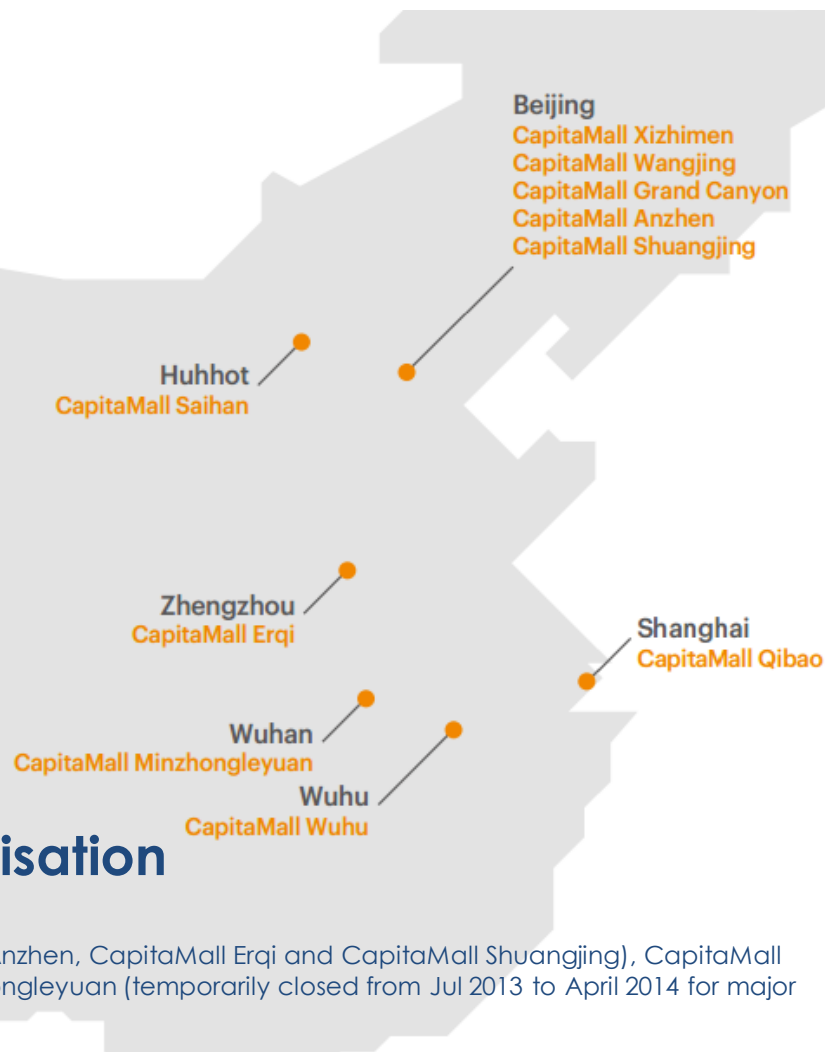 Beijing
CapitaMall Xizhimen
CapitaMall Wangjing
CapitaMall Grand Canyon
CapitaMall Anzhen
CapitaMall Shuangjing
Huhhot
CapitaMall Saihan
Zhengzhou
CapitaMall Erqi
Shanghai
CapitaMall Qibao
Wuhan
CapitaMall Minzhongleyuan
Wuhu
CapitaMall Wuhu
isation
nzhen, CapitaMall Erqi and CapitaMall Shuangjing), CapitaMall
ongleyuan (temporarily closed from Jul 2013 to April 2014 for major